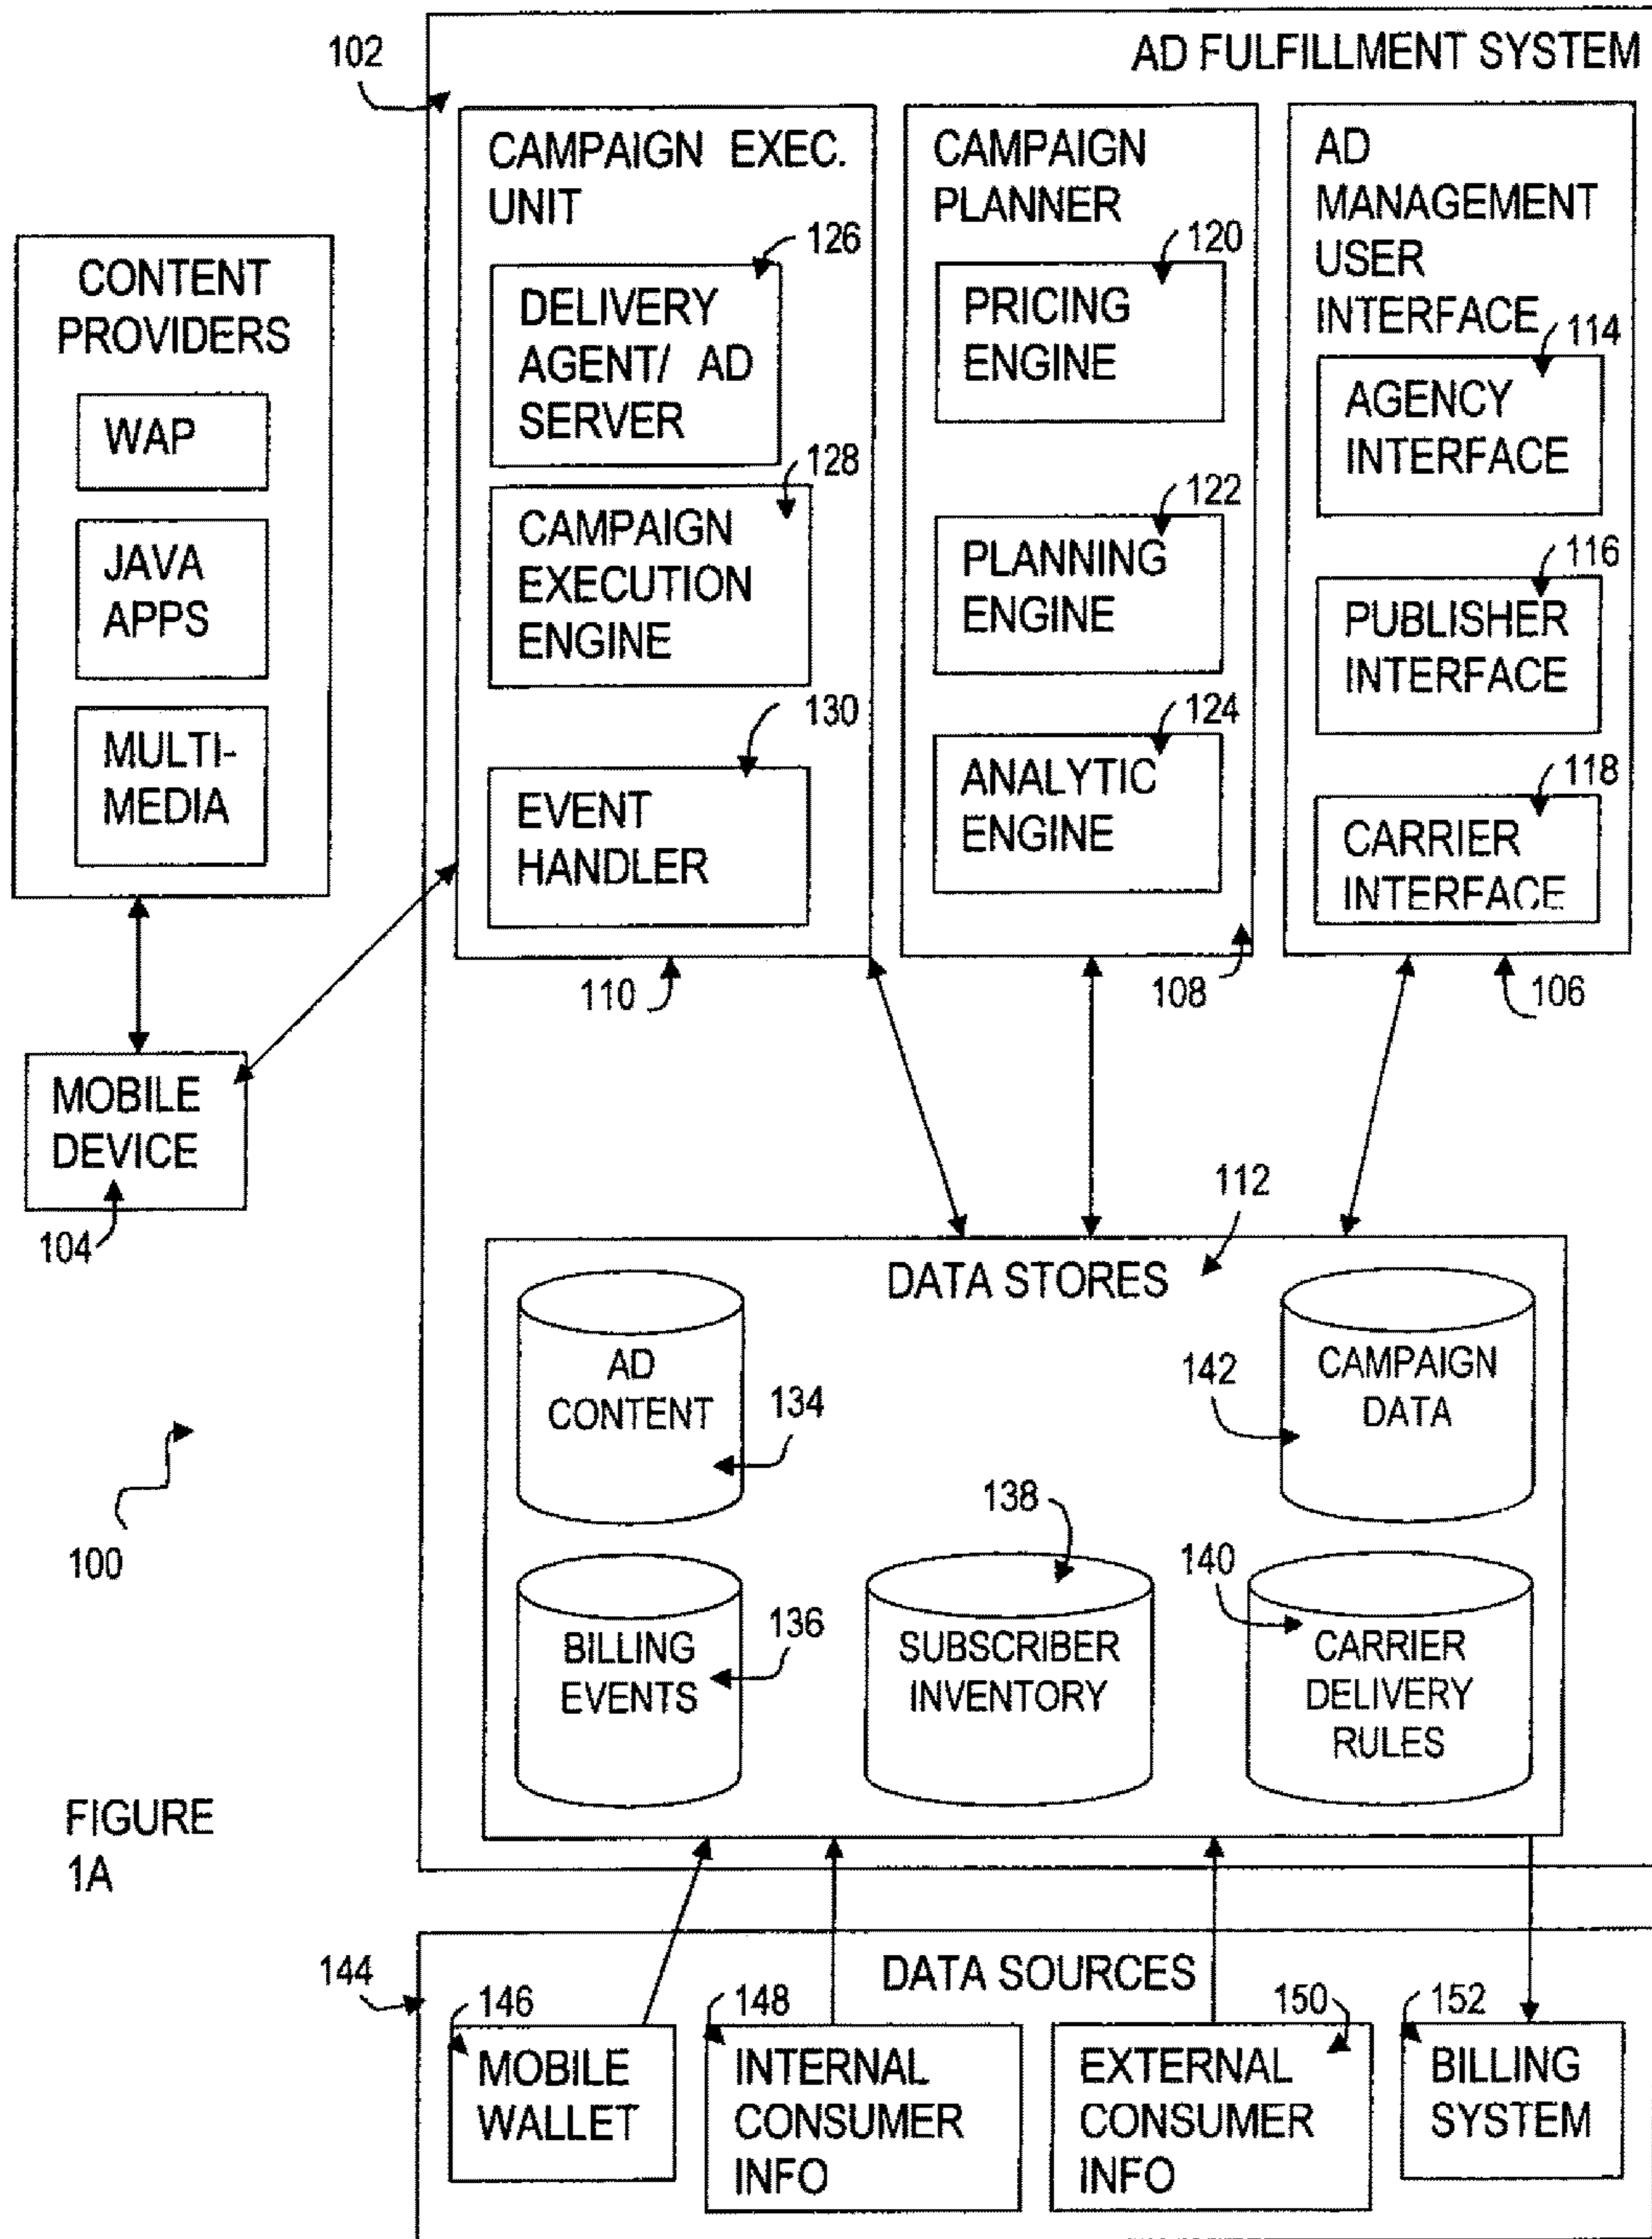 102
AD FULFILLMENT SYSTEM
CONTENT
PROVIDERS
WAP
JAVA
APPS
MULTI-
MEDIA
CAMPAIGN EXEC.
UNIT
126
DELIVERY
AGENT/ AD
SERVER
128
CAMPAIGN
EXECUTION
ENGINE
130
EVENT
HANDLER
110
CAMPAIGN
PLANNER
120
PRICING
ENGINE
122
PLANNING
ENGINE
124
ANALYTIC
ENGINE
108
AD
MANAGEMENT
USER
INTERFACE
114
AGENCY
INTERFACE
116
PUBLISHER
INTERFACE
118
CARRIER
INTERFACE
106
MOBILE
DEVICE
104
112
DATA STORES
AD
CONTENT
134
142
CAMPAIGN
DATA
138
100
BILLING
EVENTS
136
SUBSCRIBER
INVENTORY
140
CARRIER
DELIVERY
RULES
FIGURE
1A
144
DATA SOURCES
146
MOBILE
WALLET
148
INTERNAL
CONSUMER
INFO
150
EXTERNAL
CONSUMER
INFO
152
BILLING
SYSTEM